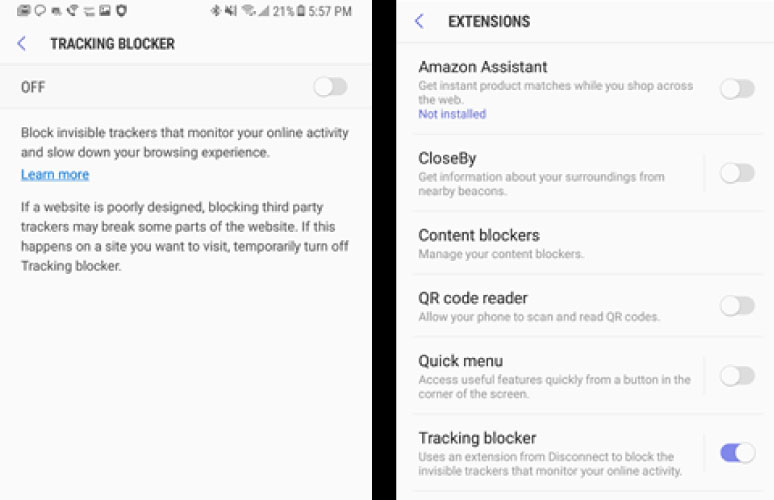 21% 5:57 PM
TRACKING BLOCKER
OFF
Block invisible trackers that monitor your online activity
and slow down your browsing experience.
Learn more
If a website is poorly designed, blocking third party
trackers may break some parts of the website. If this
happens on a site you want to visit, temporarily turn off
Tracking blocker.
EXTENSIONS
Amazon Assistant
Get instant product matches while you shop across
the web.
Not installed
CloseBy
Get information about your surroundings from
nearby beacons.
Content blockers
Manage your content blockers.
QR code reader
Allow your phone to scan and read QR codes.
Quick menu
Access useful features quickly from a button in the
corner of the screen.
Tracking blocker
Uses an extension from Disconnect to block the
invisible trackers that monitor your online activity.